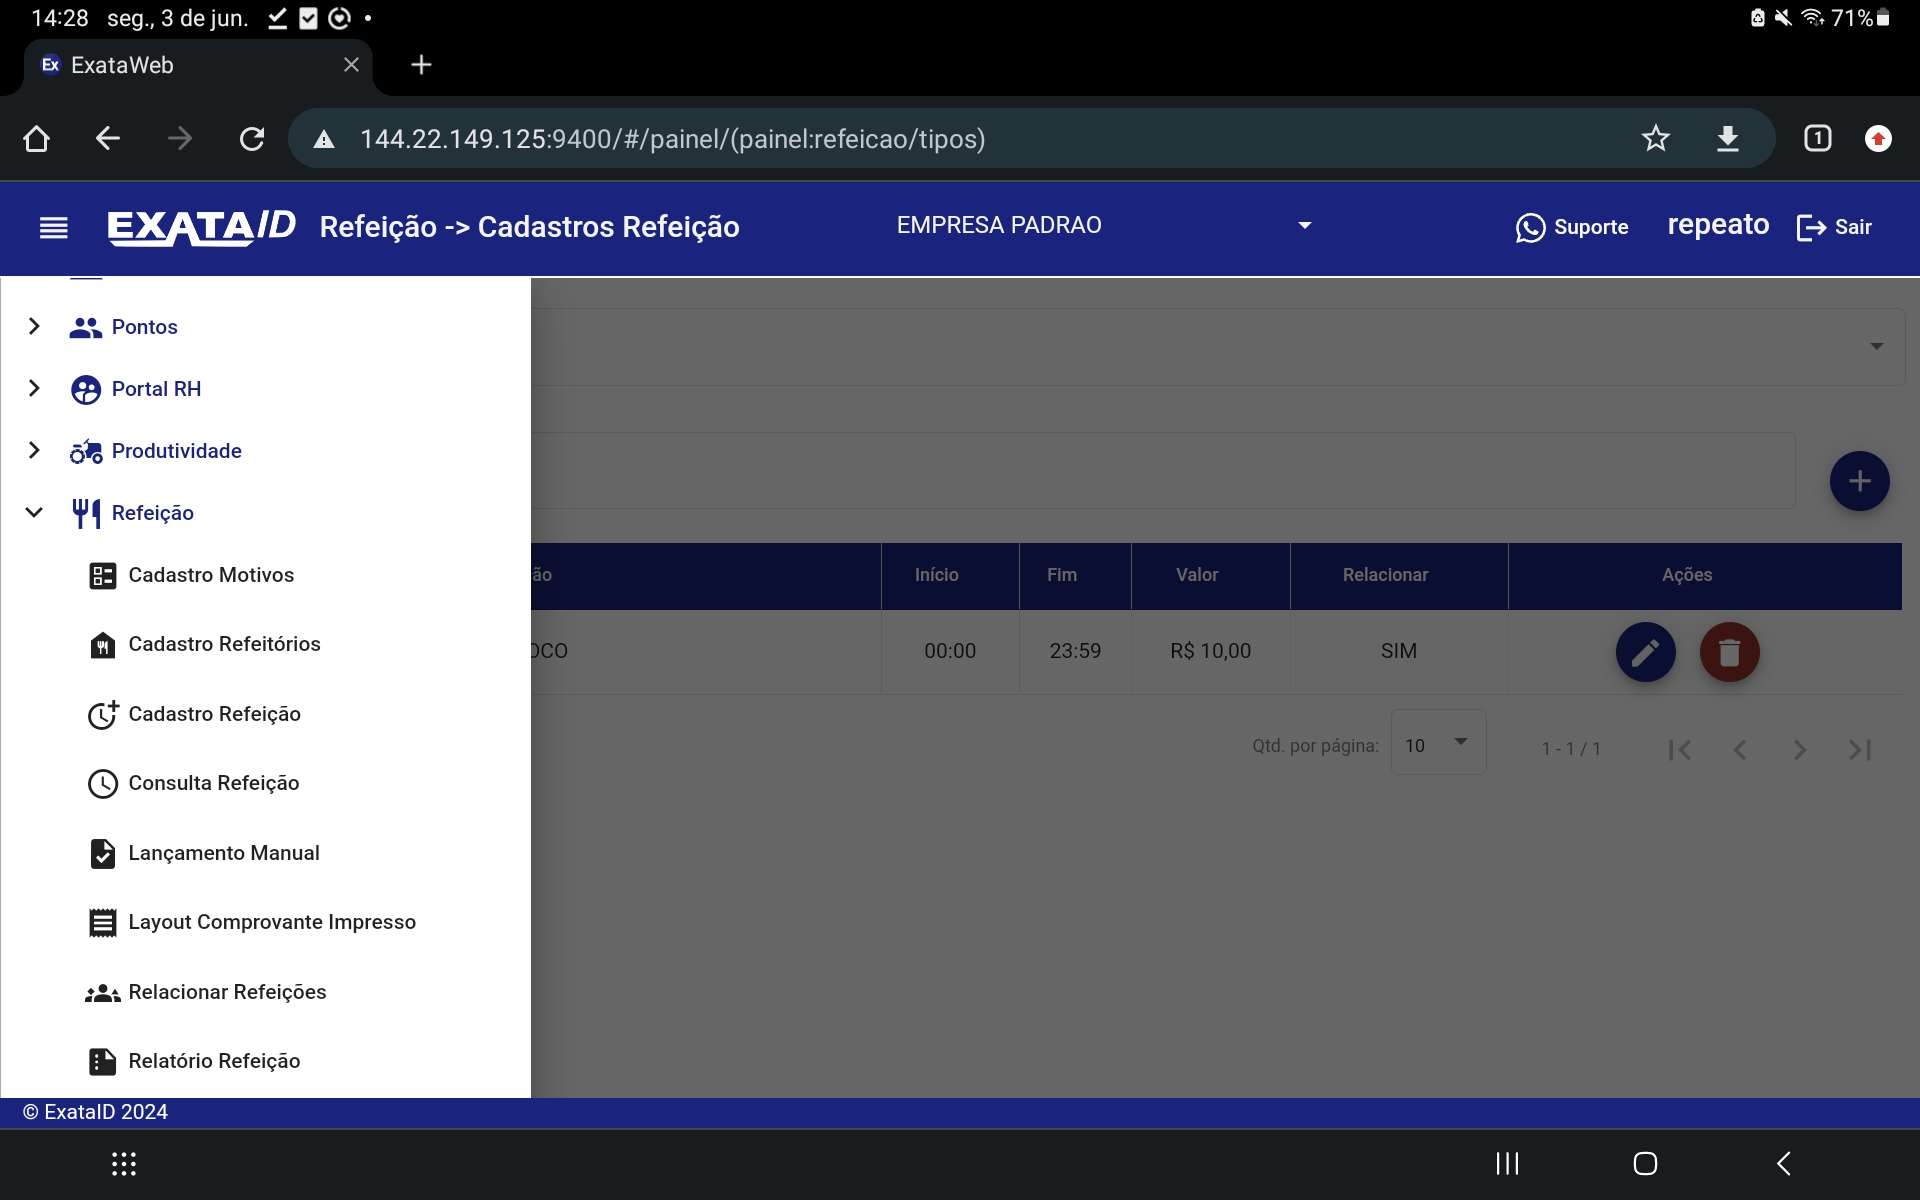 14:28 seg., 3 de jun. 71%
Ex ExataWeb
144.22.149.125:9400/#/painel/(painel:refeicao/tipos) 1
EXATAID Refeição -> Cadastros Refeição EMPRESA PADRAO Suporte repeato Sair
Pontos
Portal RH
Produtividade
Refeição
Cadastro Motivos
Cadastro Refeitórios
Cadastro Refeição
Consulta Refeição
Lançamento Manual
Layout Comprovante Impresso
Relacionar Refeições
Relatório Refeição
ão Início Fim Valor Relacionar Ações
OCO 00:00 23:59 R$ 10,00 SIM
Qtd. por página: 10 1 - 1 / 1
© ExataID 2024